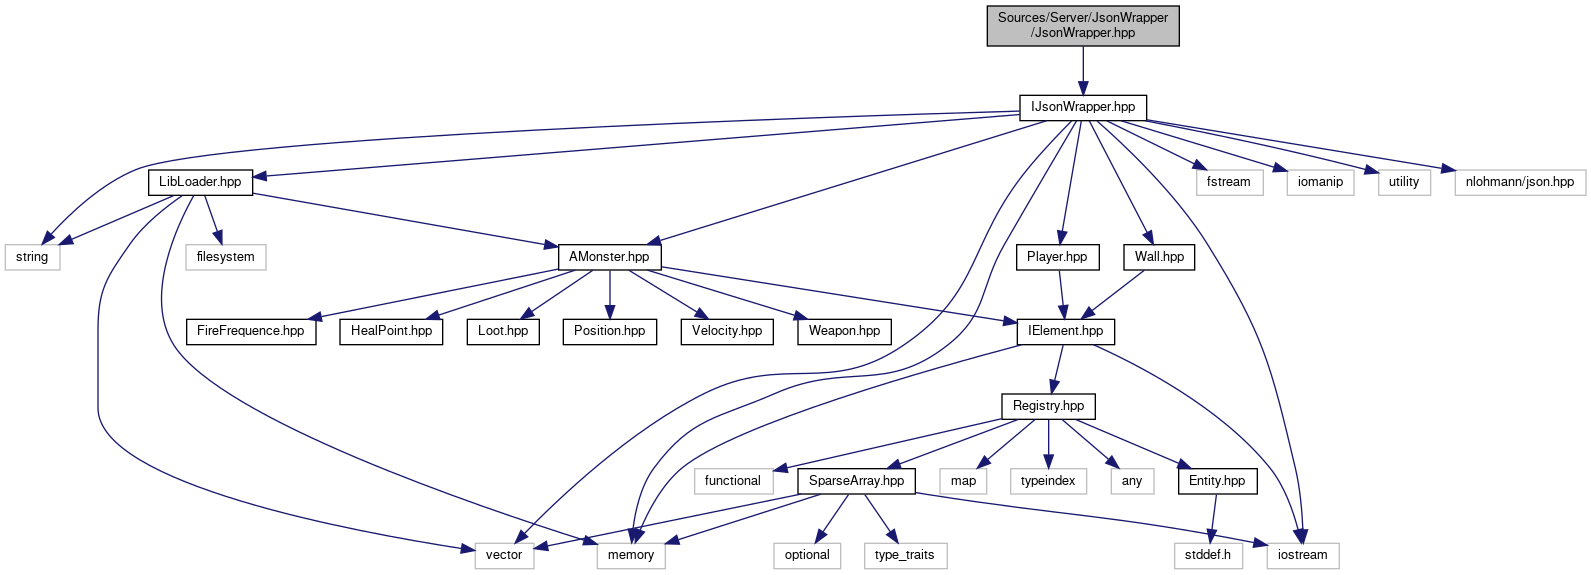 Sources/Server/JsonWrapper
/JsonWrapper.hpp
IJsonWrapper.hpp
LibLoader.hpp
fstream
iomanip
utility
nlohmann/json.hpp
string
filesystem
AMonster.hpp
Player.hpp
Wall.hpp
FireFrequence.hpp
HealPoint.hpp
Loot.hpp
Position.hpp
Velocity.hpp
Weapon.hpp
IElement.hpp
Registry.hpp
functional
SparseArray.hpp
map
typeindex
any
Entity.hpp
vector
memory
optional
type_traits
stddef.h
iostream